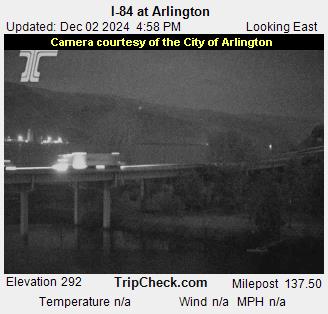 I-84 at Arlington
Updated: Dec 02 2024 4:58 PM Looking East
Camera courtesy of the City of Arlington
Elevation 292 TripCheck.com Milepost 137.50
Temperature n/a Wind n/a MPH n/a